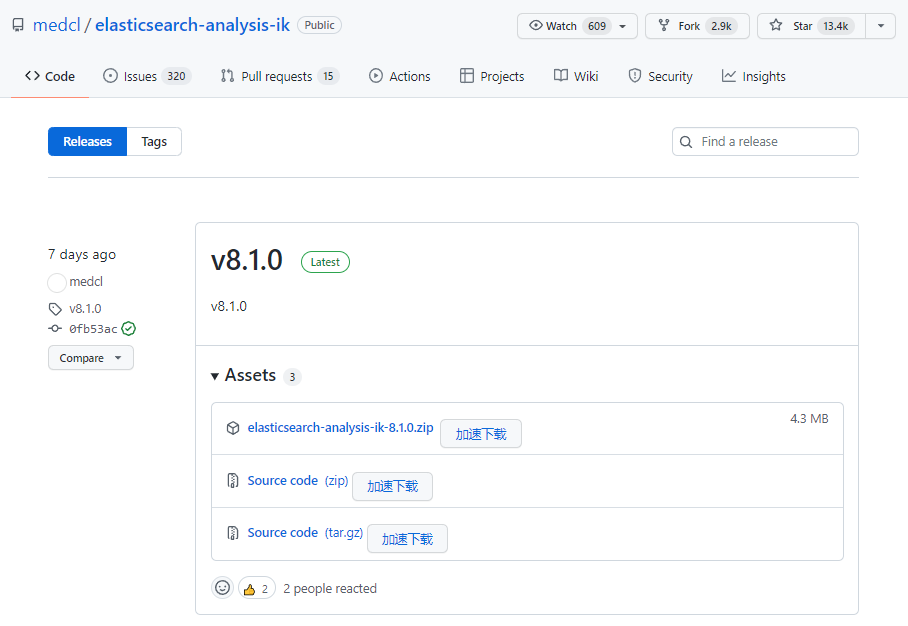 medcl / elasticsearch-analysis-ik Public Watch 609 Fork 2.9k Star 13.4k
Code Issues 320 Pull requests 15 Actions Projects Wiki Security Insights
Releases Tags Find a release
7 days ago
medcl
v8.1.0
0fb53ac
Compare
v8.1.0 Latest
v8.1.0
Assets 3
elasticsearch-analysis-ik-8.1.0.zip 加速下载 4.3 MB
Source code (zip) 加速下载
Source code (tar.gz) 加速下载
2 2 people reacted